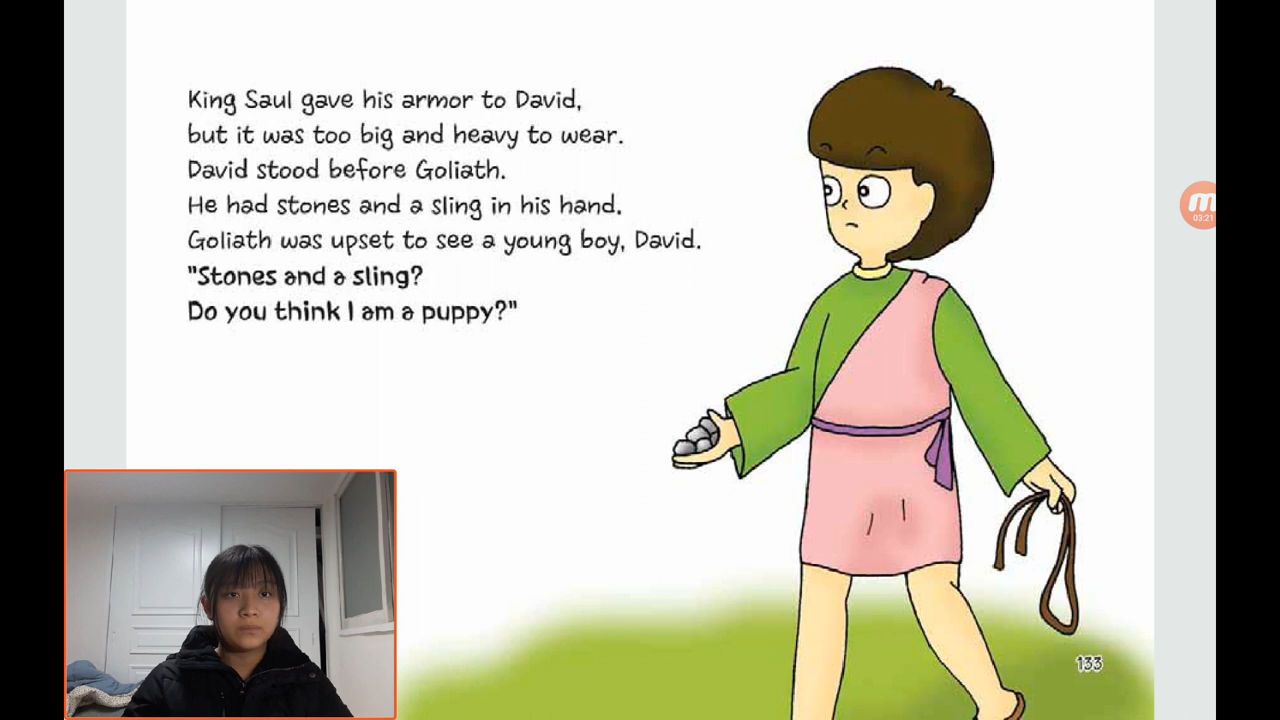 King Saul gave his armor to David,
but it was too big and heavy to wear.
David stood before Goliath.
He had stones and a sling in his hand.
Goliath was upset to see a young boy, David.
"Stones and a sling?
Do you think I am a puppy?"
03:21
133